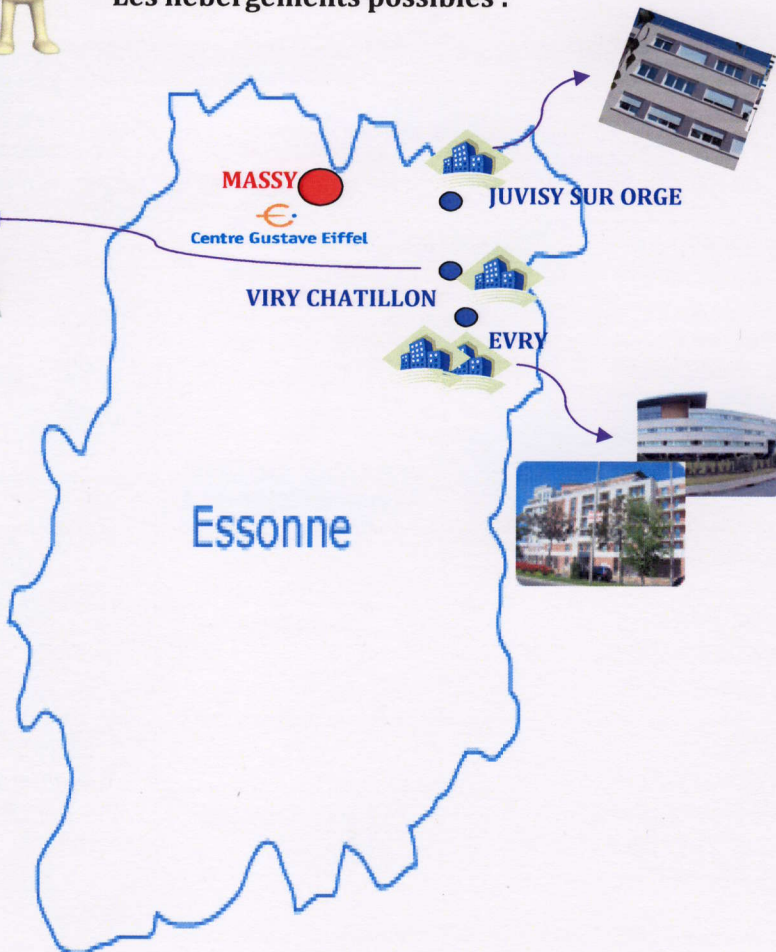 Les hébergements possibles :
MASSY
JUVISY SUR ORGE
Centre Gustave Eiffel
VIRY CHATILLON
EVRY
Essonne